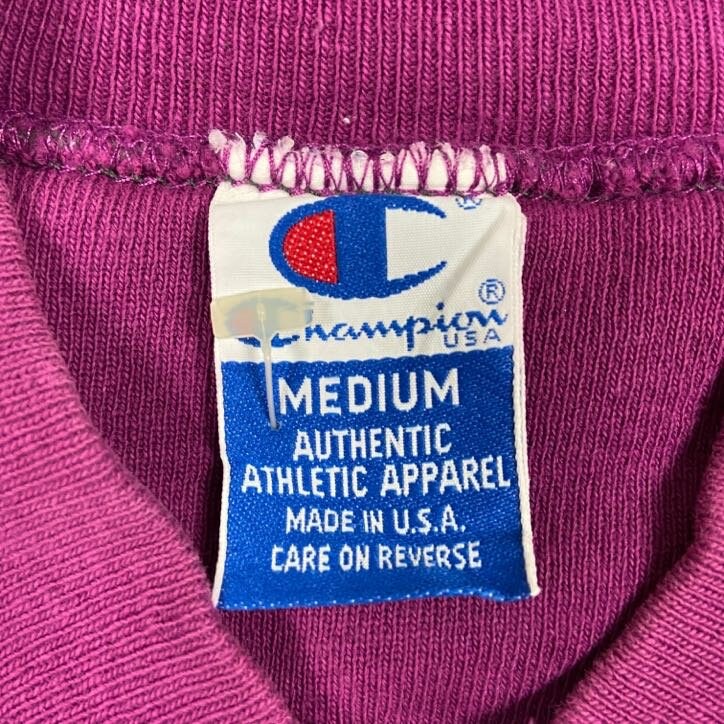 ®
Champion ®
USA
MEDIUM
AUTHENTIC
ATHLETIC APPAREL
MADE IN U.S.A.
CARE ON REVERSE